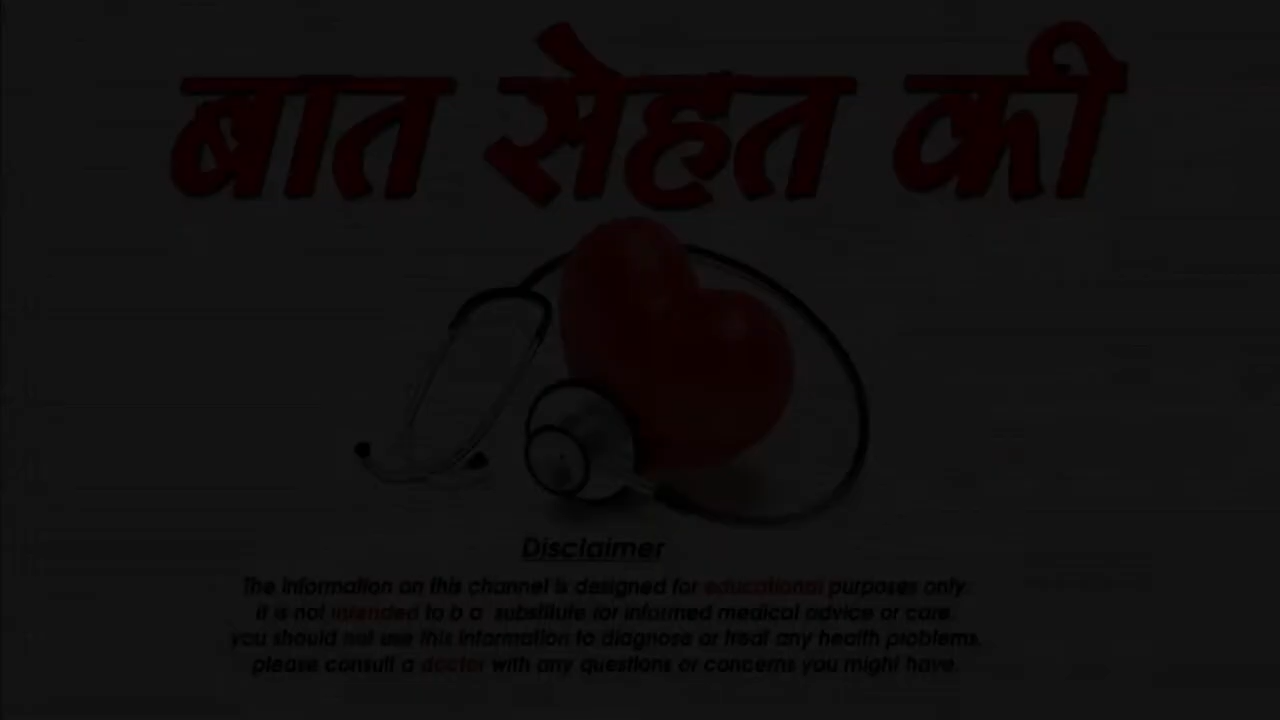 बात सेहत की
Disclaimer
The information on this channel is designed for educational purposes only.
it is not intended to b a substitute for informed medical advice or care.
you should not use this information to diagnose or treat any health problems.
please consult a doctor with any questions or concerns you might have.